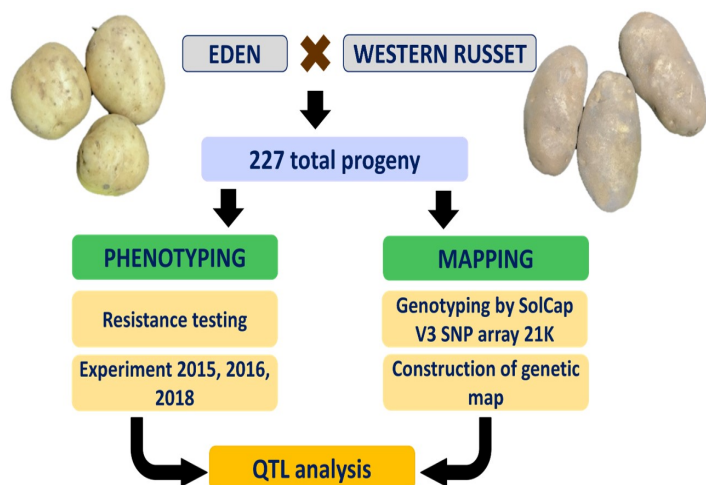 EDEN
WESTERN RUSSET
227 total progeny
PHENOTYPING
MAPPING
Resistance testing
Genotyping by SolCap
V3 SNP array 21K
Experiment 2015, 2016,
2018
Construction of genetic
map
QTL analysis